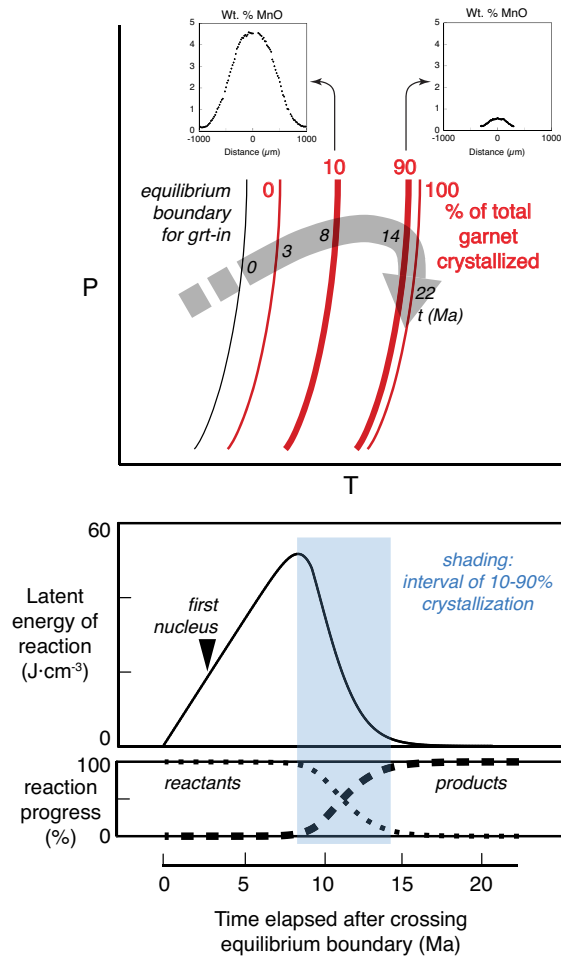 Wt. % MnO
5
4
3
2
1
0
-1000
0
1000
Distance (µm)
Wt. % MnO
5
4
3
2
1
0
-1000
0
1000
Distance (µm)
equilibrium
boundary
for grt-in
0
10
90
100
% of total
garnet
crystallized
0
3
8
14
22
t (Ma)
P
T
60
0
Latent
energy of
reaction
(J·cm-3)
first
nucleus
shading:
interval of 10-90%
crystallization
100
0
reaction
progress
(%)
reactants
products
0
5
10
15
20
Time elapsed after crossing
equilibrium boundary (Ma)